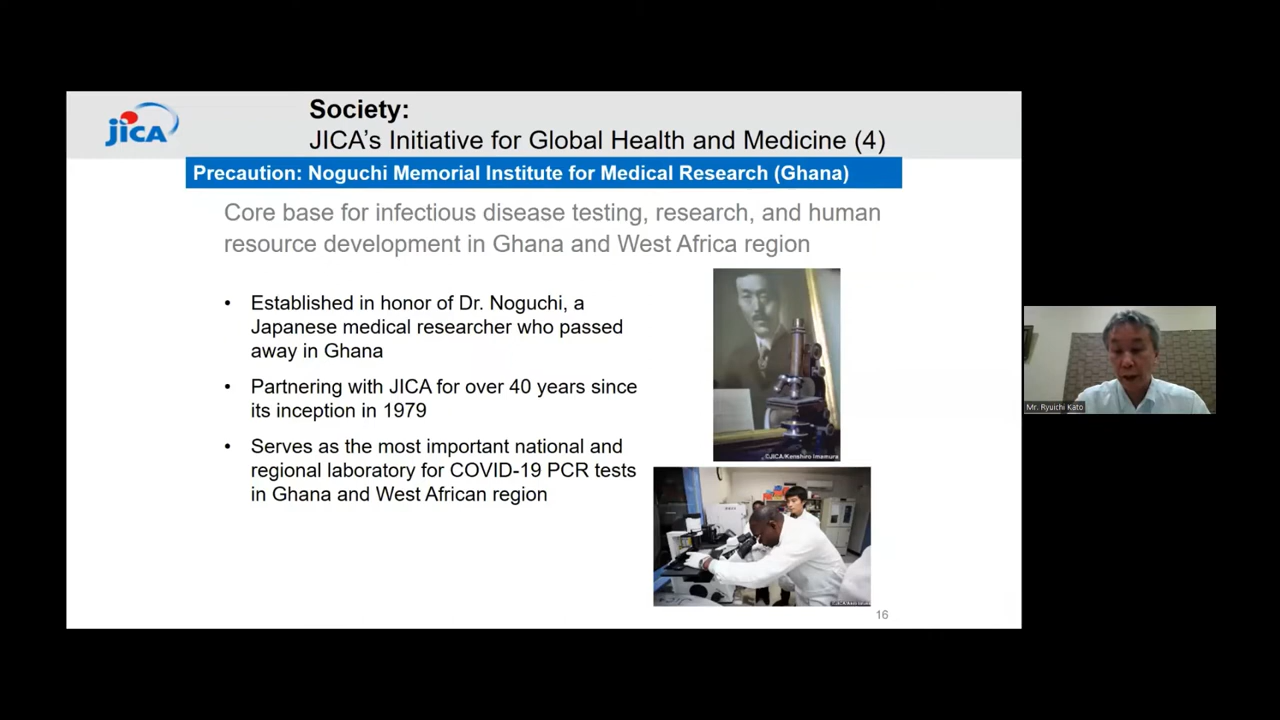 JICA
Society:
JICA's Initiative for Global Health and Medicine (4)
Precaution: Noguchi Memorial Institute for Medical Research (Ghana)
Core base for infectious disease testing, research, and human
resource development in Ghana and West Africa region
• Established in honor of Dr. Noguchi, a
Japanese medical researcher who passed
away in Ghana
• Partnering with JICA for over 40 years since
its inception in 1979
• Serves as the most important national and
regional laboratory for COVID-19 PCR tests
in Ghana and West African region
©JICA/Kenshiro Imamura
16
Mr. Ryuichi Kato